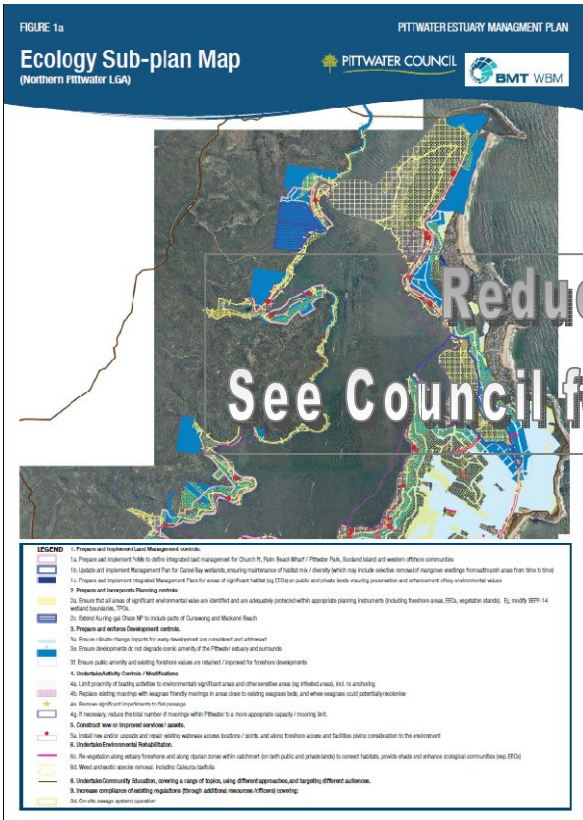 FIGURE 1a
PITTWATER ESTUARY MANAGMENT PLAN
Ecology Sub-plan Map
(Northern Pittwater LGA)
PITTWATER COUNCIL
BMT WBM
Reduc
See Council f
LEGEND
1. Prepare and Implement Land Management controls.
1a. Prepare and implement PoMs to define integrated land management for Church Pt, Palm Beach Wharf / Pittwater Park, Scotland Island and western offshore communities
1b. Update and implement Management Plan for Careel Bay wetlands, ensuring maintenance of habitat mix / diversity (which may include selective removal of mangrove seedlings from saltmarsh areas from time to time)
1c. Prepare and implement integrated Management Plans for areas of significant habitat (eg EECs) on public and private lands ensuring preservation and enhancement of key environmental values
2. Prepare and incorporate Planning controls
2a. Ensure that all areas of significant environmental value are identified and are adequately protected within appropriate planning instruments (including foreshore areas, EECs, vegetation stands). Eg, modify SEPP-14
wetland boundaries, TPOs.
2c. Extend Kuring-gai Chase NP to include parts of Currawong and Mackerel Beach
3. Prepare and enforce Development controls.
3a. Ensure climate change impacts for every development are considered and addressed
3e. Ensure developments do not degrade scenic amenity of the Pittwater estuary and surrounds
3f. Ensure public amenity and existing foreshore values are retained / improved for foreshore developments
4. Undertake Activity Controls / Modifications
4a. Limit proximity of boating activities to environmentally significant areas and other sensitive areas (eg infested areas), incl. no anchoring
4b. Replace existing moorings with seagrass friendly moorings in areas close to existing seagrass beds, and where seagrass could potentially recolonise
4e. Remove significant impediments to fish passage
4g. If necessary, reduce the total number of moorings within Pittwater to a more appropriate capacity / mooring limit.
5. Construct new or improved services / assets.
5a. Install new and/or upgrade and repair existing waterway access locations / points, and along foreshore access and facilities giving consideration to the environment
6. Undertake Environmental Rehabilitation.
6c. Re-vegetation along estuary foreshore and along riparian zones within catchment (on both public and private lands) to connect habitats, provide shade and enhance ecological communities (esp. EECs)
6d. Weed and exotic species removal, including Caulerpa taxifolia
8. Undertake Community Education, covering a range of topics, using different approaches, and targeting different audiences.
9. Increase compliance of existing regulations (through additional resources / officers) covering:
9d. On-site sewage systems operation